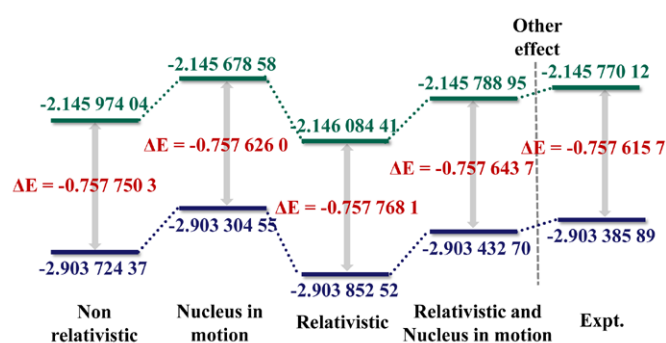 Other
effect
-2.145 678 58
-2.145 770 12
-2.145 788 95
-2.145 974 04
-2.146 084 41
ΔE = -0.757 626 0
ΔE = -0.757 615 7
ΔE = -0.757 643 7
ΔE = -0.757 750 3
ΔE = -0.757 768 1
-2.903 304 55
-2.903 385 89
-2.903 432 70
-2.903 724 37
-2.903 852 52
Non
relativistic
Nucleus in
motion
Relativistic
Relativistic and
Nucleus in motion
Expt.